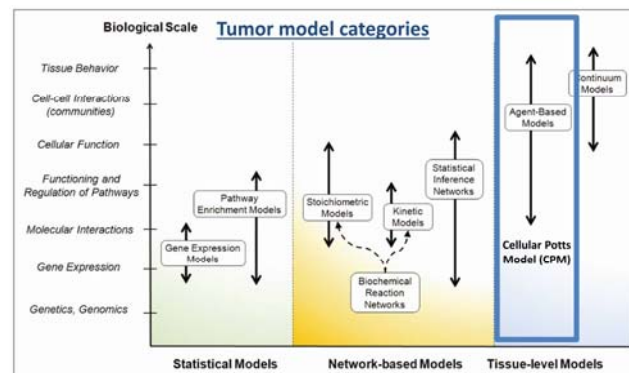 Biological Scale
Tumor model categories
Tissue Behavior
Cell-cell Interactions
(communities)
Cellular Function
Functioning and
Regulation of Pathways
Molecular Interactions
Gene Expression
Genetics, Genomics
Gene Expression
Models
Pathway
Enrichment Models
Stoichiometric
Models
Kinetic
Models
Statistical
Inference
Networks
Biochemical
Reaction
Networks
Agent-Based
Models
Continuum
Models
Cellular Potts
Model (CPM)
Statistical Models
Network-based Models
Tissue-level Models